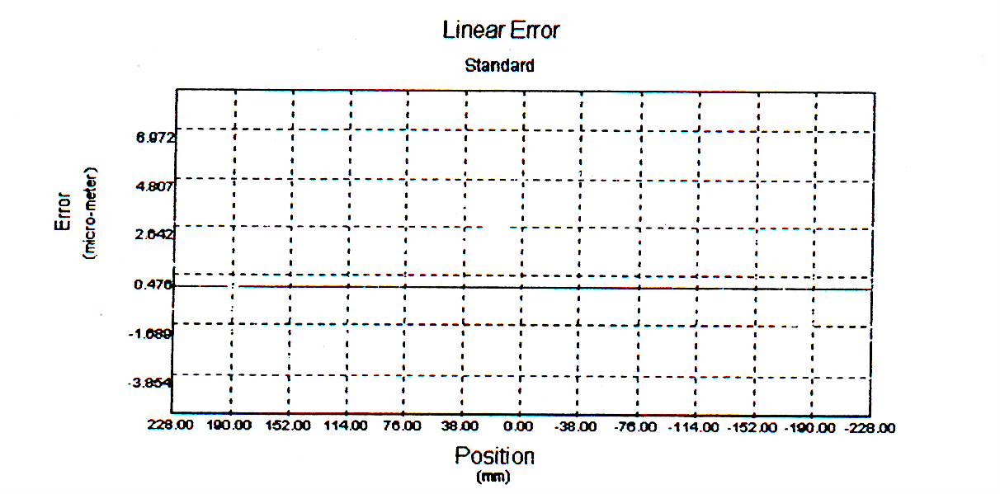 Linear Error
Standard
6.972
4.807
2.642
0.476
-1.689
-3.854
Error
(micro-meter)
228.00 190.00 152.00 114.00 76.00 38.00 0.00 -38.00 -76.00 -114.00 -152.00 -190.00 -228.00
Position
(mm)